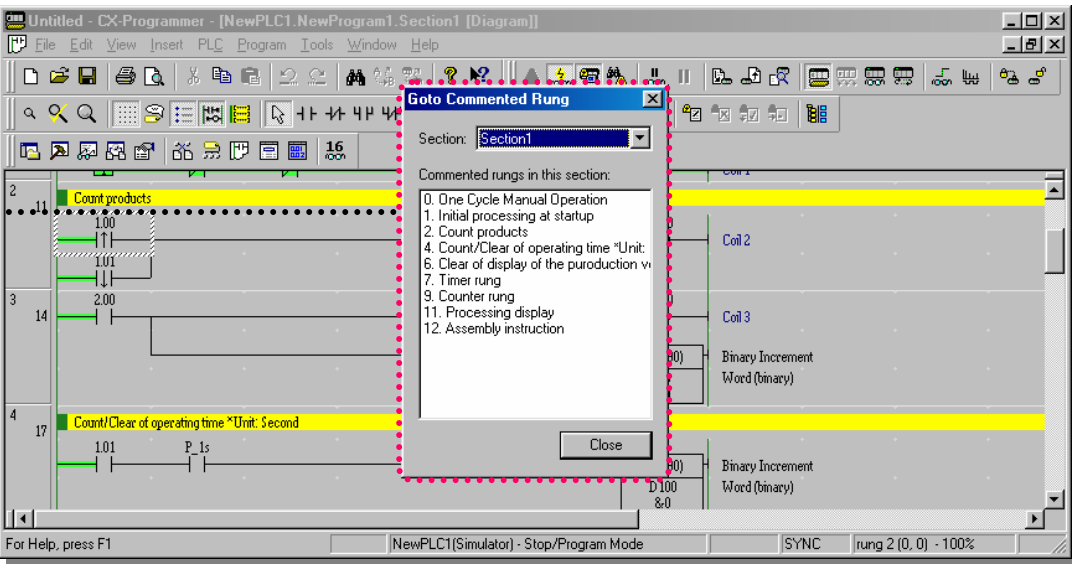 Untitled - CX-Programmer - [NewPLC1.NewProgram1.Section1 [Diagram]]
File Edit View Insert PLC Program Tools Window Help
16
Goto Commented Rung
Section: Section1
Commented rungs in this section:
0. One Cycle Manual Operation
1. Initial processing at startup
2. Count products
4. Count/Clear of operating time *Unit:
6. Clear of display of the puroduction
7. Timer rung
9. Counter rung
11. Processing display
12. Assembly instruction
Close
2
11
Count products
1.00
Coil 2
1.01
3
14
2.00
Coil 3
Binary Increment
Word (binary)
4
17
Count/Clear of operating time *Unit: Second
1.01
P_1s
Binary Increment
D100
Word (binary)
&0
For Help, press F1
NewPLC1(Simulator) - Stop/Program Mode
SYNC
rung 2 (0, 0) - 100%